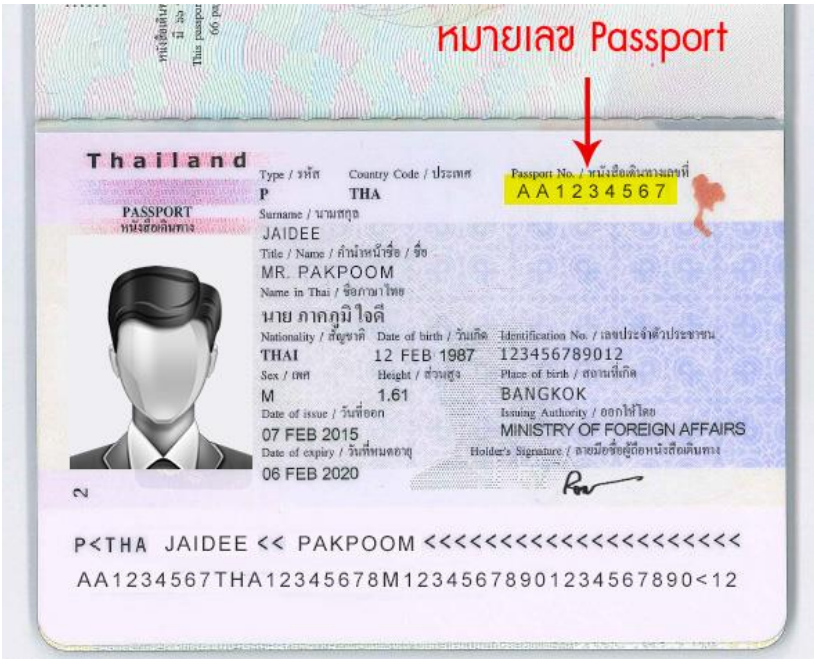 หมายเลข Passport
This passpor
66 pa
Thailand
PASSPORT
หนังสือเดินทาง
Type / รหัส Country Code / ประเทศ Passport No. / หนังสือเดินทางเลขที่
P THA AA1234567
Surname / นามสกุล
JAIDEE
Title / Name / คำนำหน้าชื่อ / ชื่อ
MR. PAKPOOM
Name in Thai / ชื่อภาษาไทย
นาย ภาคภูมิ ใจดี
Nationality / สัญชาติ Date of birth / วันเกิด Identification No. / เลขประจำตัวประชาชน
THAI 12 FEB 1987 123456789012
Sex / เพศ Height / ส่วนสูง Place of birth / สถานที่เกิด
M 1.61 BANGKOK
Date of issue / วันที่ออก Issuing Authority / ออกให้โดย
07 FEB 2015 MINISTRY OF FOREIGN AFFAIRS
Date of expiry / วันที่หมดอายุ Holder's Signature / ลายมือชื่อผู้ถือหนังสือเดินทาง
06 FEB 2020
2
P<THA JAIDEE << PAKPOOM <<<<<<<<<<<<<<<<<<<<<<
AA1234567THA12345678M12345678901234567890<12